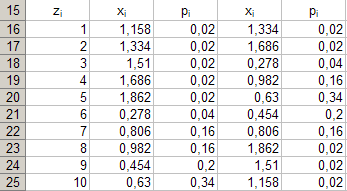 15 zi xi pi xi pi
16 1 1,158 0,02 1,334 0,02
17 2 1,334 0,02 1,686 0,02
18 3 1,51 0,02 0,278 0,04
19 4 1,686 0,02 0,982 0,16
20 5 1,862 0,02 0,63 0,34
21 6 0,278 0,04 0,454 0,2
22 7 0,806 0,16 0,806 0,16
23 8 0,982 0,16 1,862 0,02
24 9 0,454 0,2 1,51 0,02
25 10 0,63 0,34 1,158 0,02